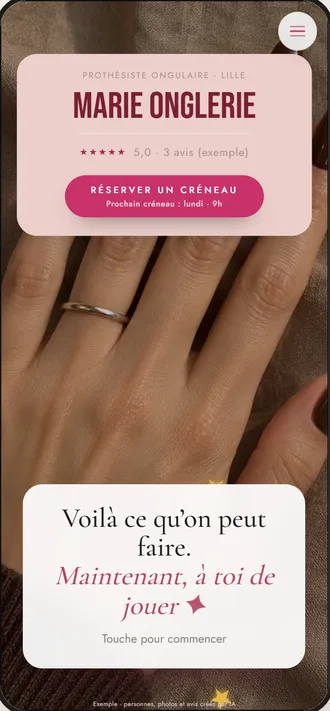 PROTHÉSISTE ONGULAIRE · LILLE
MARIE ONGLERIE
★★★★★ 5,0 · 3 avis (exemple)
RÉSERVER UN CRÉNEAU
Prochain créneau : lundi · 9h
Voilà ce qu'on peut
faire.
Maintenant, à toi de
jouer ✦
Touche pour commencer
Exemple · personnes, photos et avis créés par IA